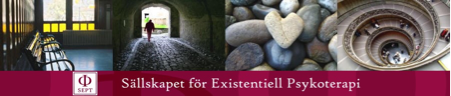 Φ
SEPT
Sällskapet för Existentiell Psykoterapi